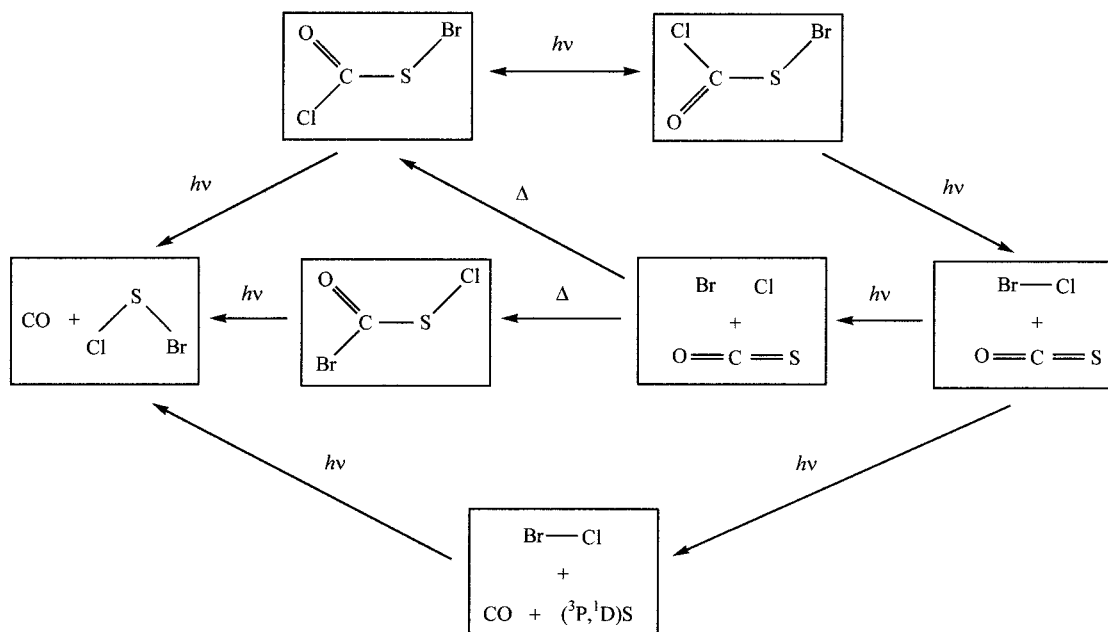 O Br
C S
Cl
hν
Cl Br
C S
O
hν
Δ
hν
CO + S
Cl Br
hν
O Cl
C S
Br
Δ
Br Cl
+
O C S
hν
Br Cl
+
O C S
hν
hν
Br Cl
+
CO + (³P,¹D)S